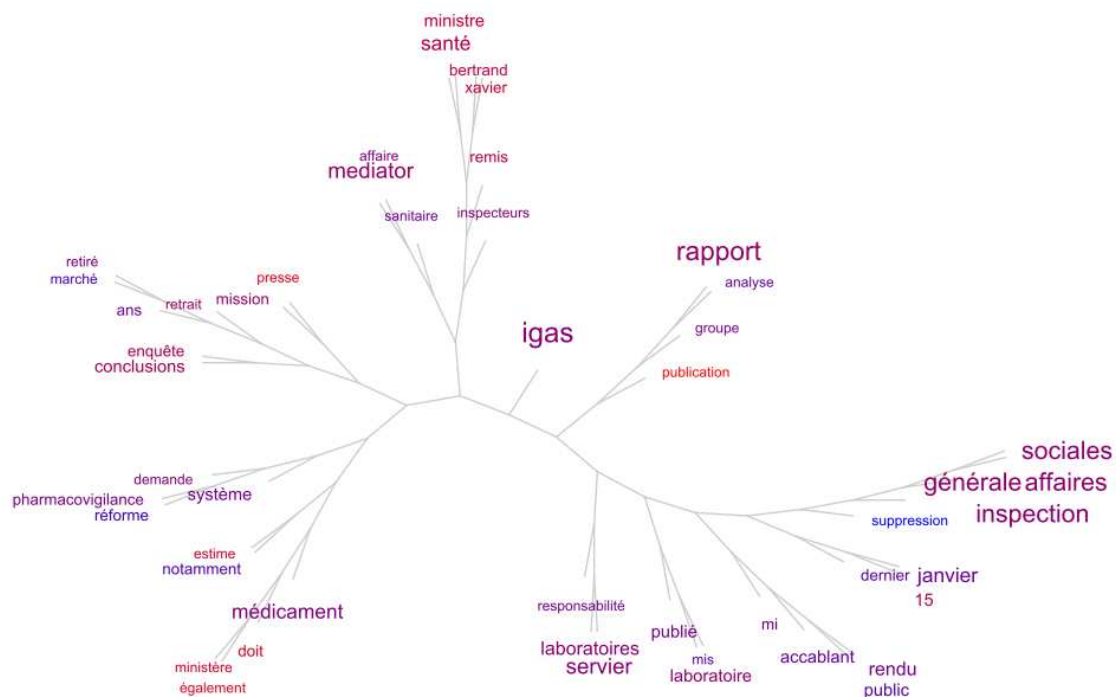 ministre
santé
bertrand
xavier
affaire
mediator
remis
sanitaire
inspecteurs
rapport
analyse
retiré
marché
presse
ans
retrait
mission
igas
groupe
enquête
conclusions
publication
sociales
générale affaires
inspection
suppression
demande
pharmacovigilance
système
réforme
estime
notamment
dernier
janvier
15
médicament
responsabilité
mi
publié
laboratoires
servier
doit
ministère
également
mis
laboratoire
accablant
rendu
public